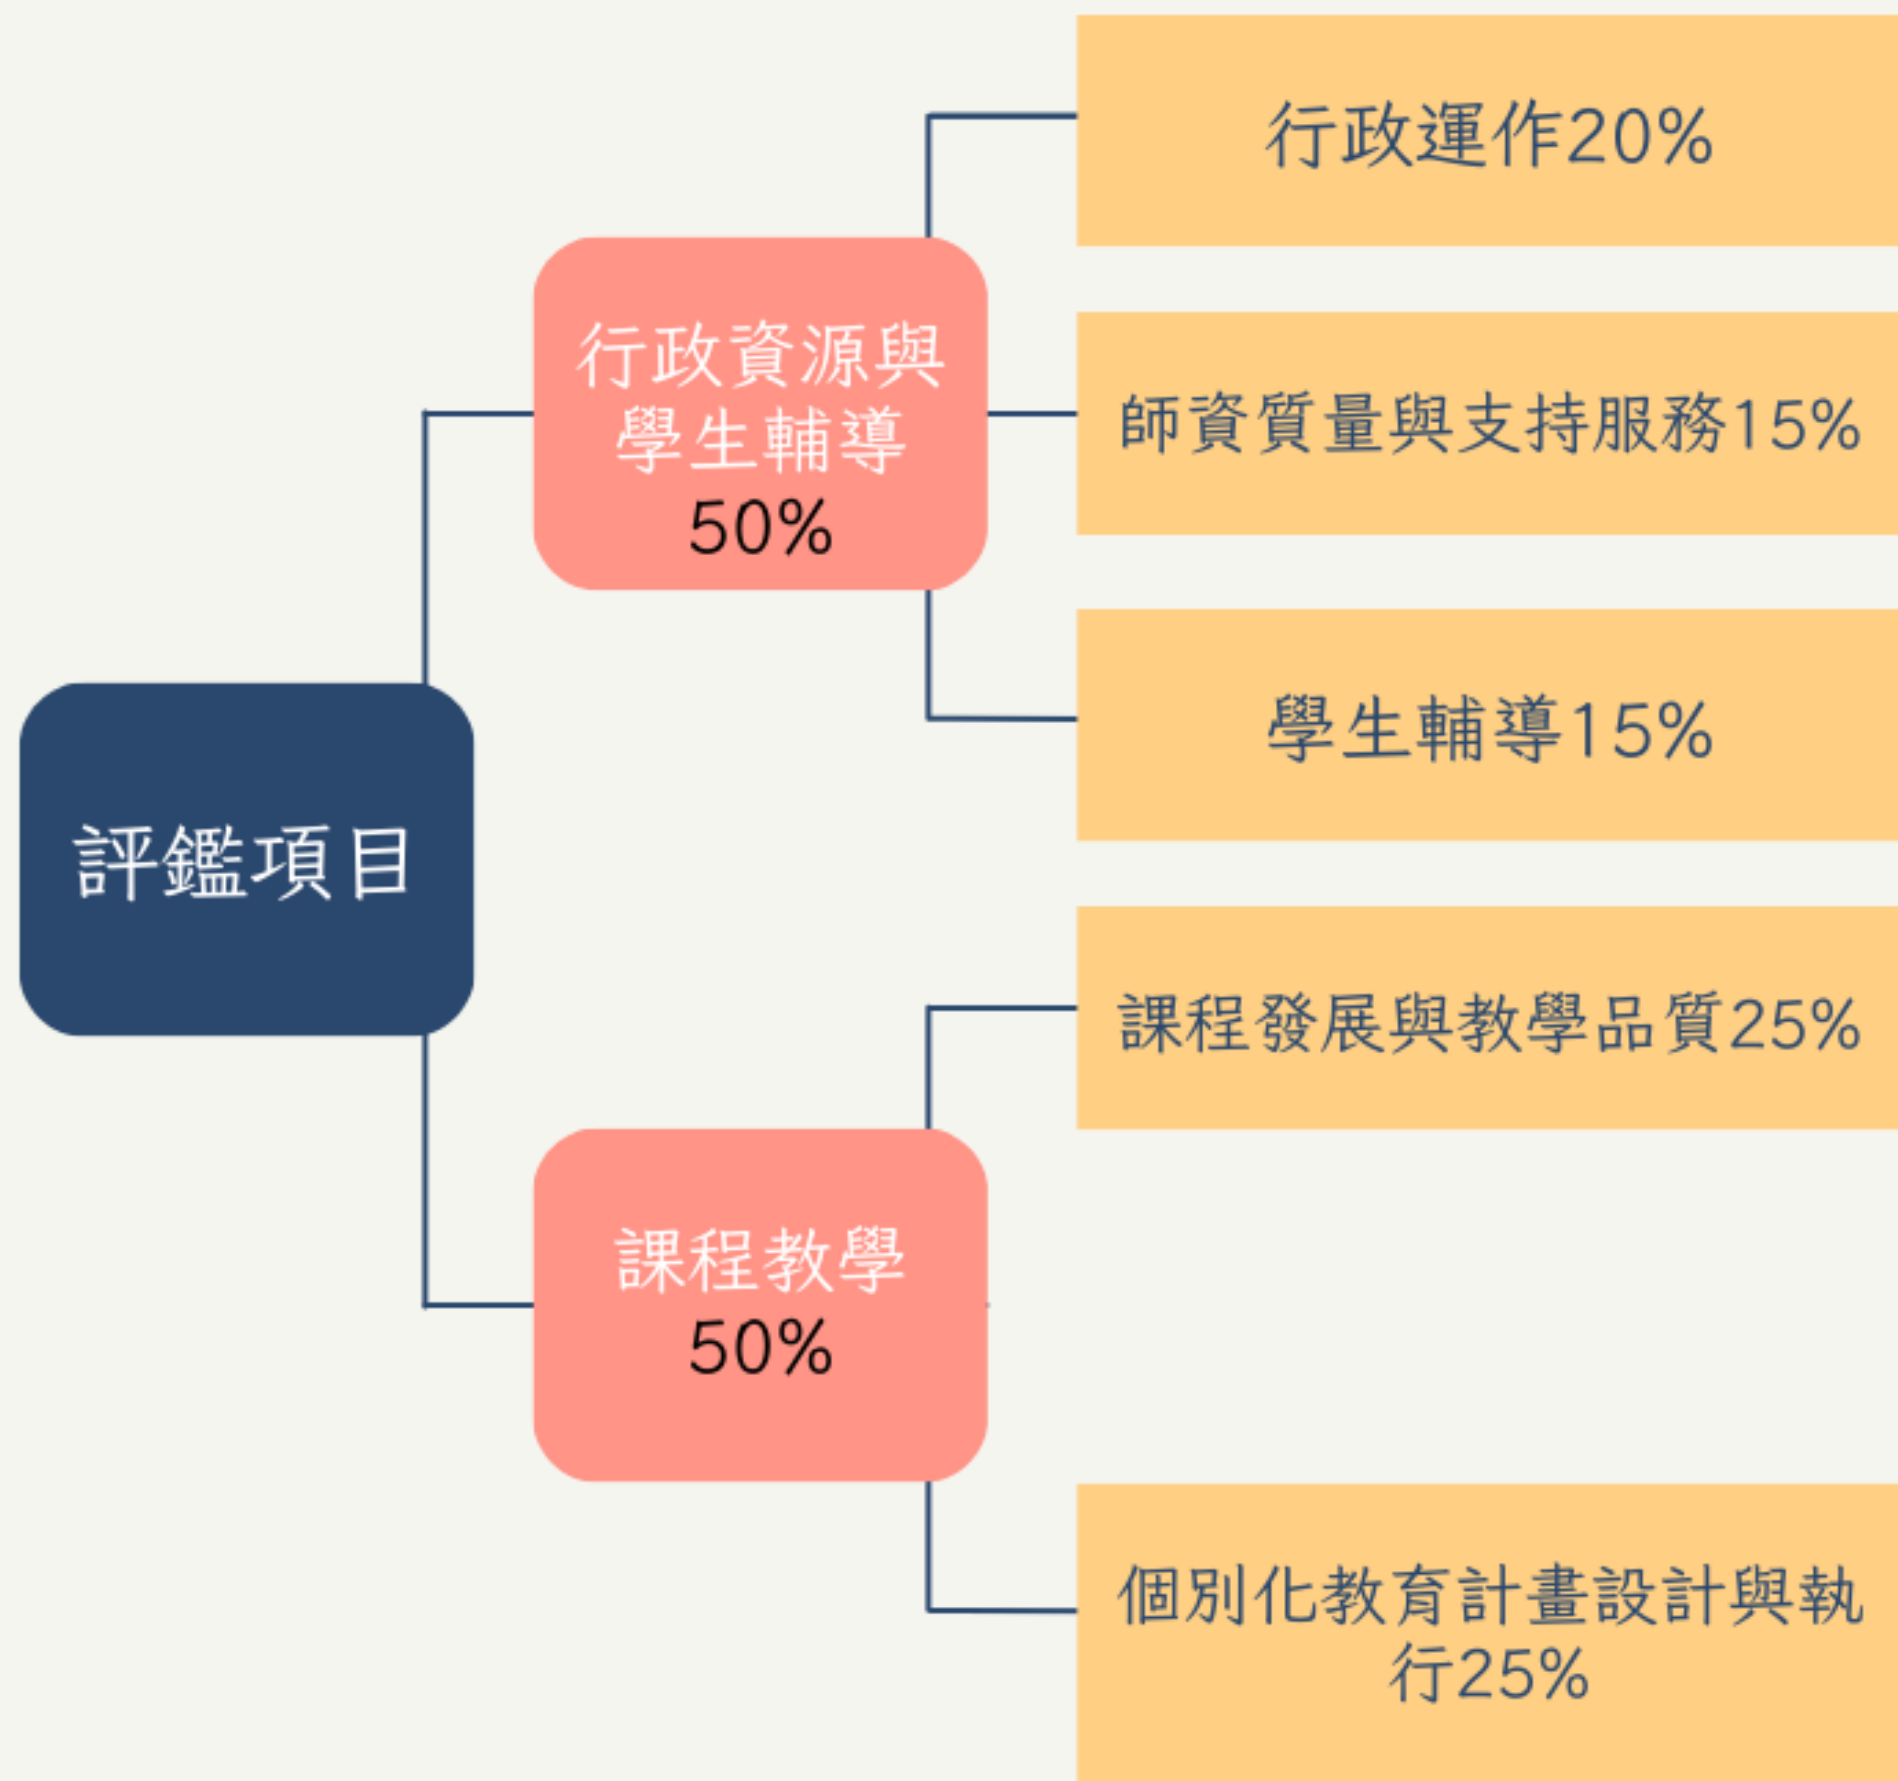 評鑑項目
行政資源與
學生輔導
50%
行政運作20%
師資質量與支持服務15%
學生輔導15%
課程教學
50%
課程發展與教學品質25%
個別化教育計畫設計與執
行25%